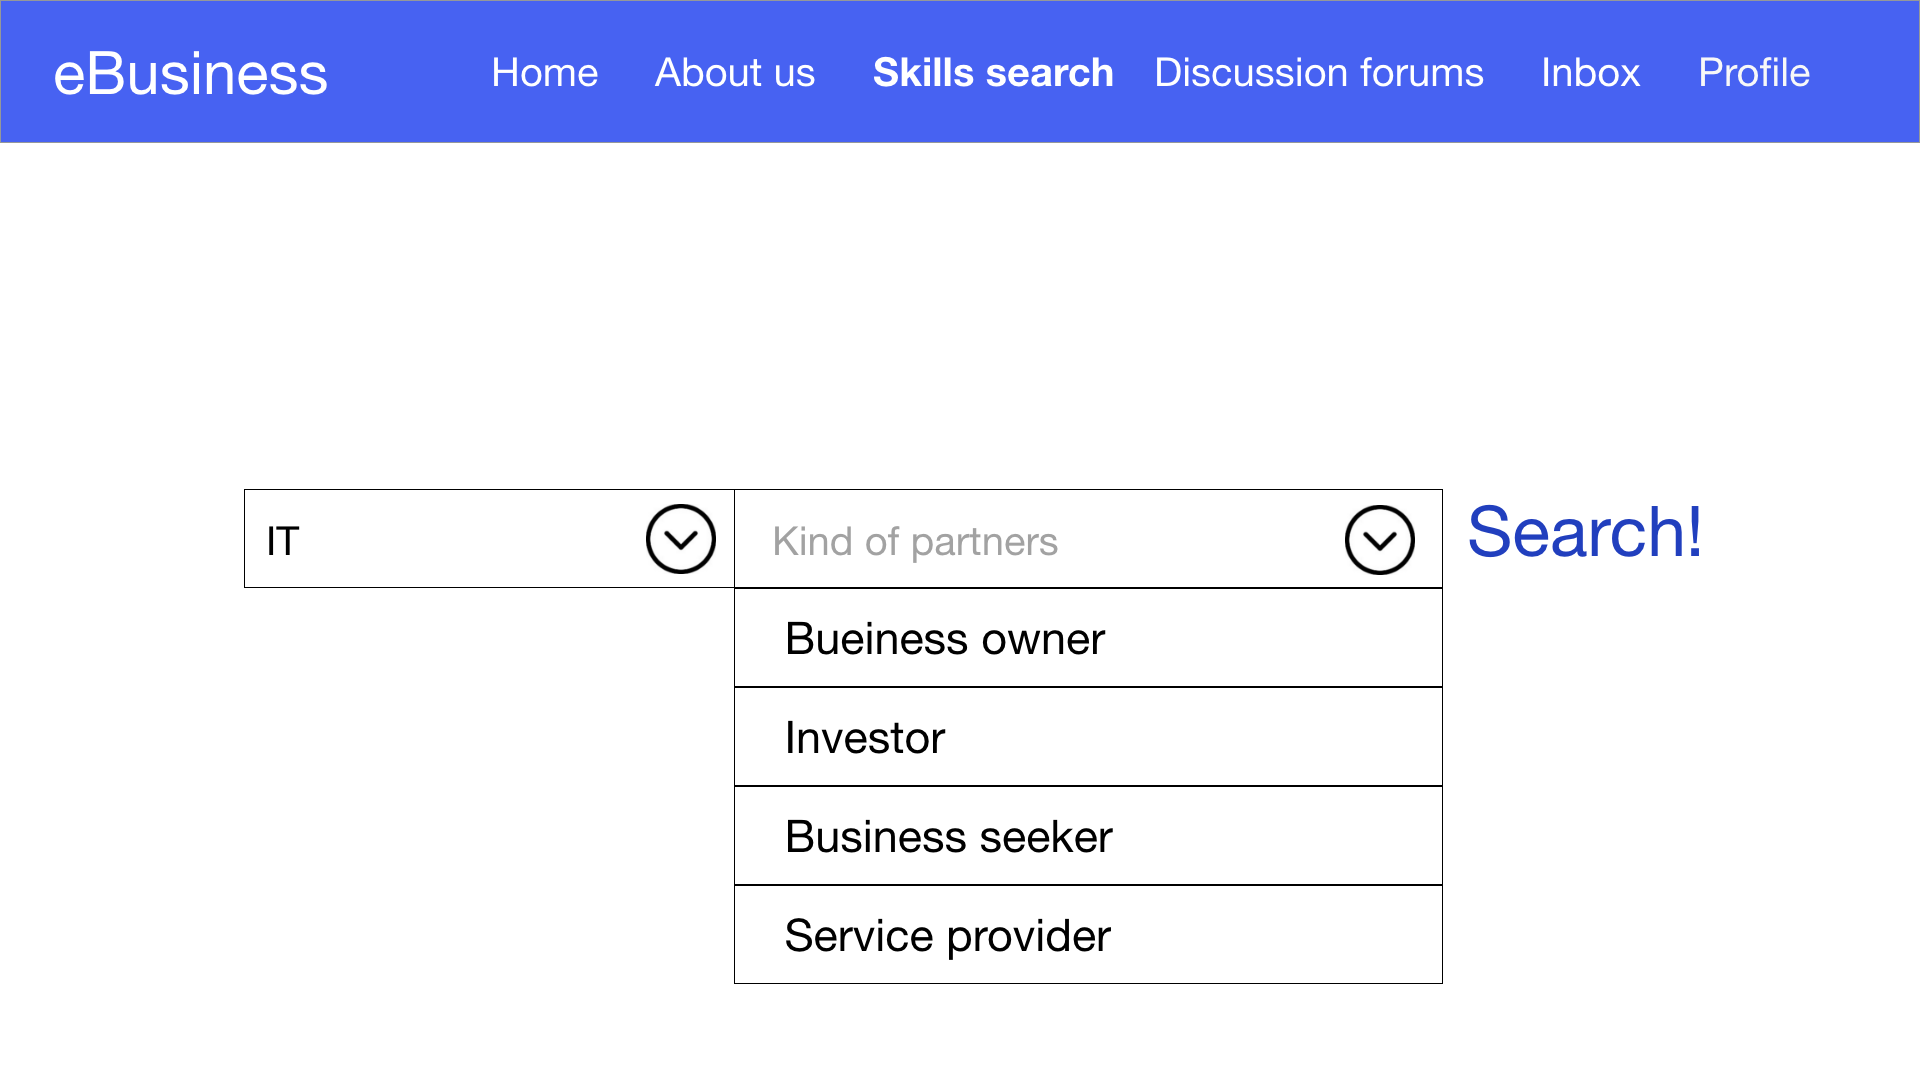 eBusiness
Home About us Skills search Discussion forums Inbox Profile
IT
Kind of partners
Search!
Bueiness owner
Investor
Business seeker
Service provider